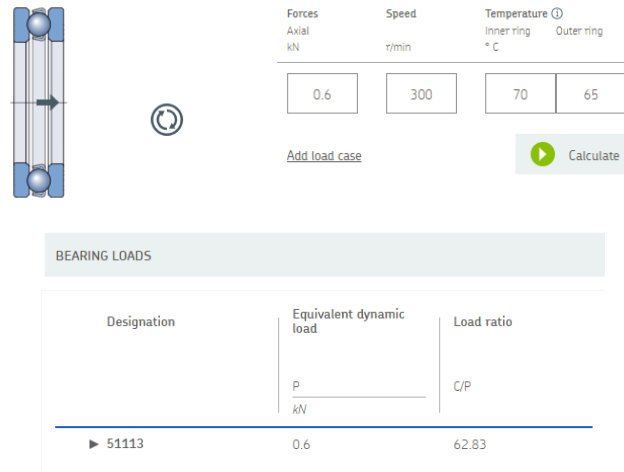 Forces Speed Temperature ⓘ
Axial Inner ring Outer ring
kN r/min ° C
0.6 300 70 65
Add load case Calculate
BEARING LOADS
Designation Equivalent dynamic load Load ratio
P C/P
kN
▶ 51113 0.6 62.83